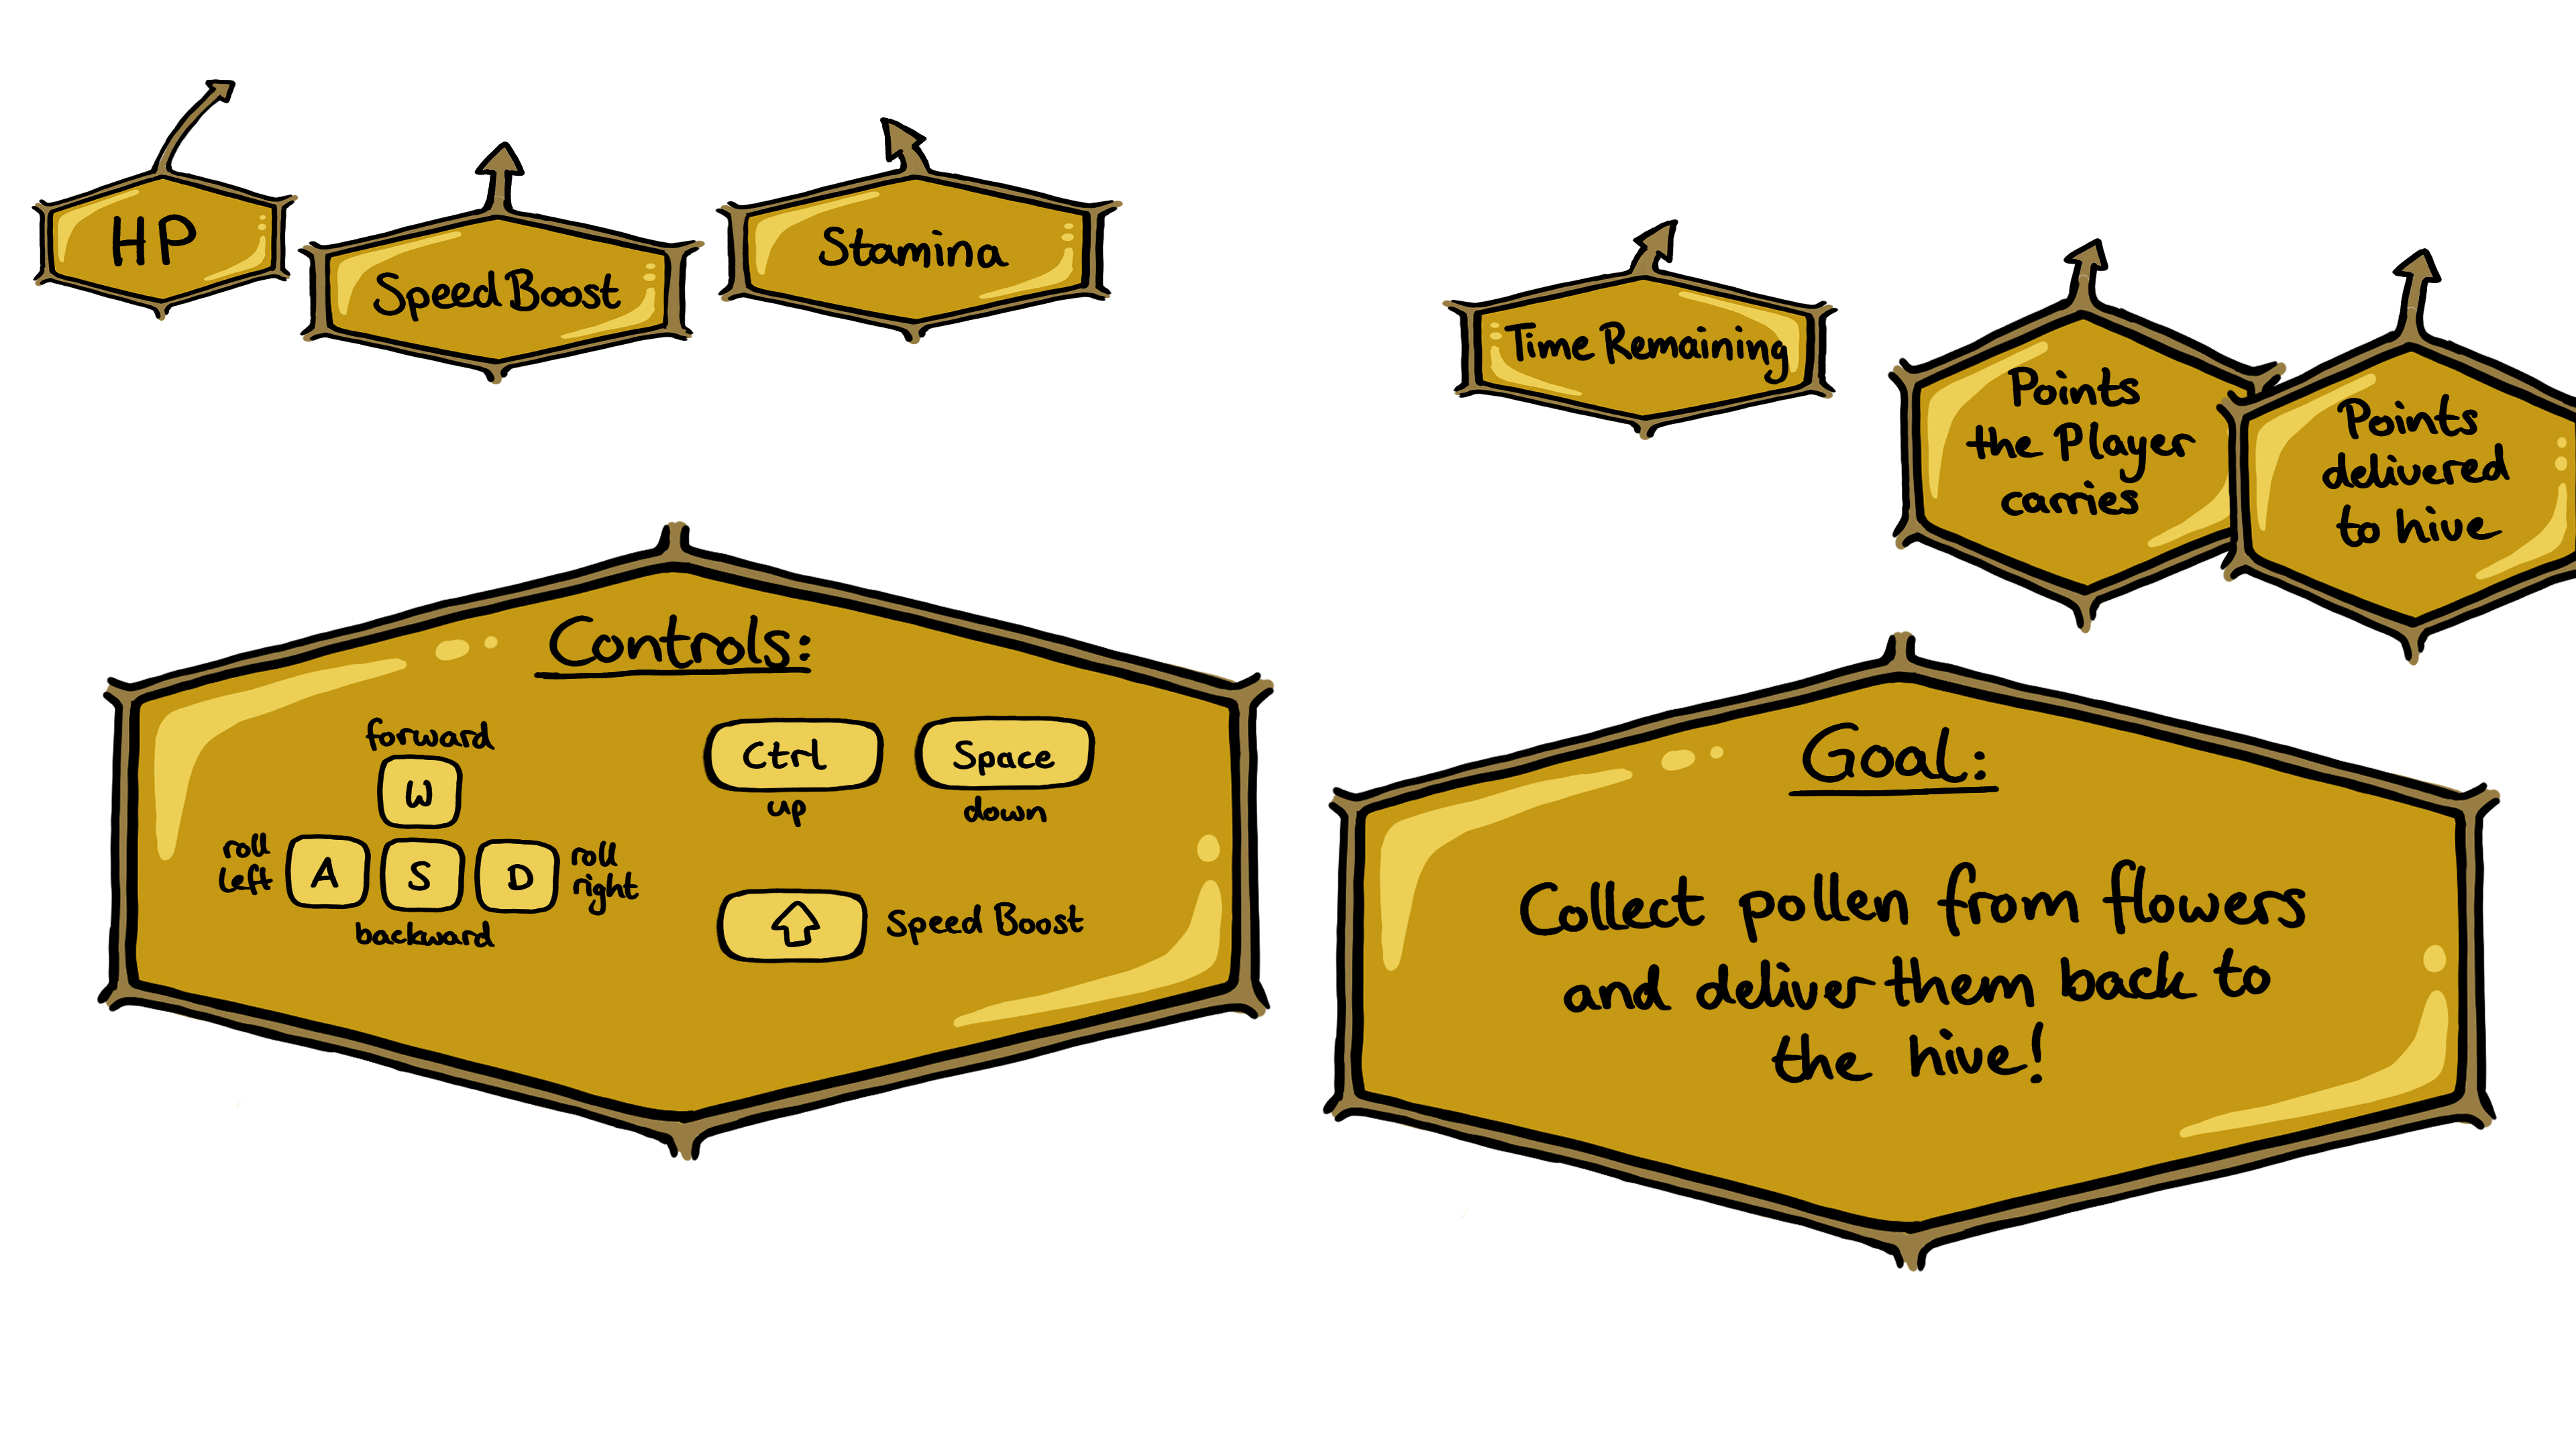 HP
Speed Boost
Stamina
Time Remaining
Points
the Player
carries
Points
delivered
to hive
Controls:
forward
W
roll
left
A
S
D
roll
right
backward
Ctrl
up
Space
down
Speed Boost
Goal:
Collect pollen from flowers
and deliver them back to
the hive!